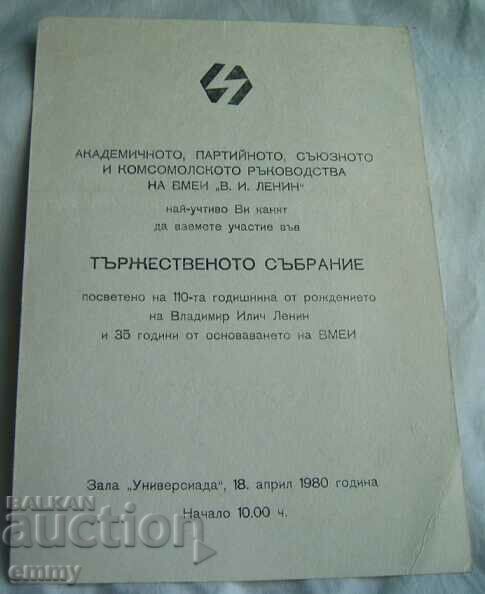 АКАДЕМИЧНОТО, ПАРТИЙНОТО, СЪЮЗНОТО
И КОМСОМОЛСКОТО РЪКОВОДСТВА
НА ВМЕИ „В. И. ЛЕНИН"
най-учтиво Ви канят
да вземете участие във
ТЪРЖЕСТВЕНОТО СЪБРАНИЕ
посветено на 110-та годишнина от рождението
на Владимир Илич Ленин
и 35 години от основаването на ВМЕИ
Зала „Универсиада", 18. април 1980 година
Начало 10.00 ч.
BALKAN
auction
emmy